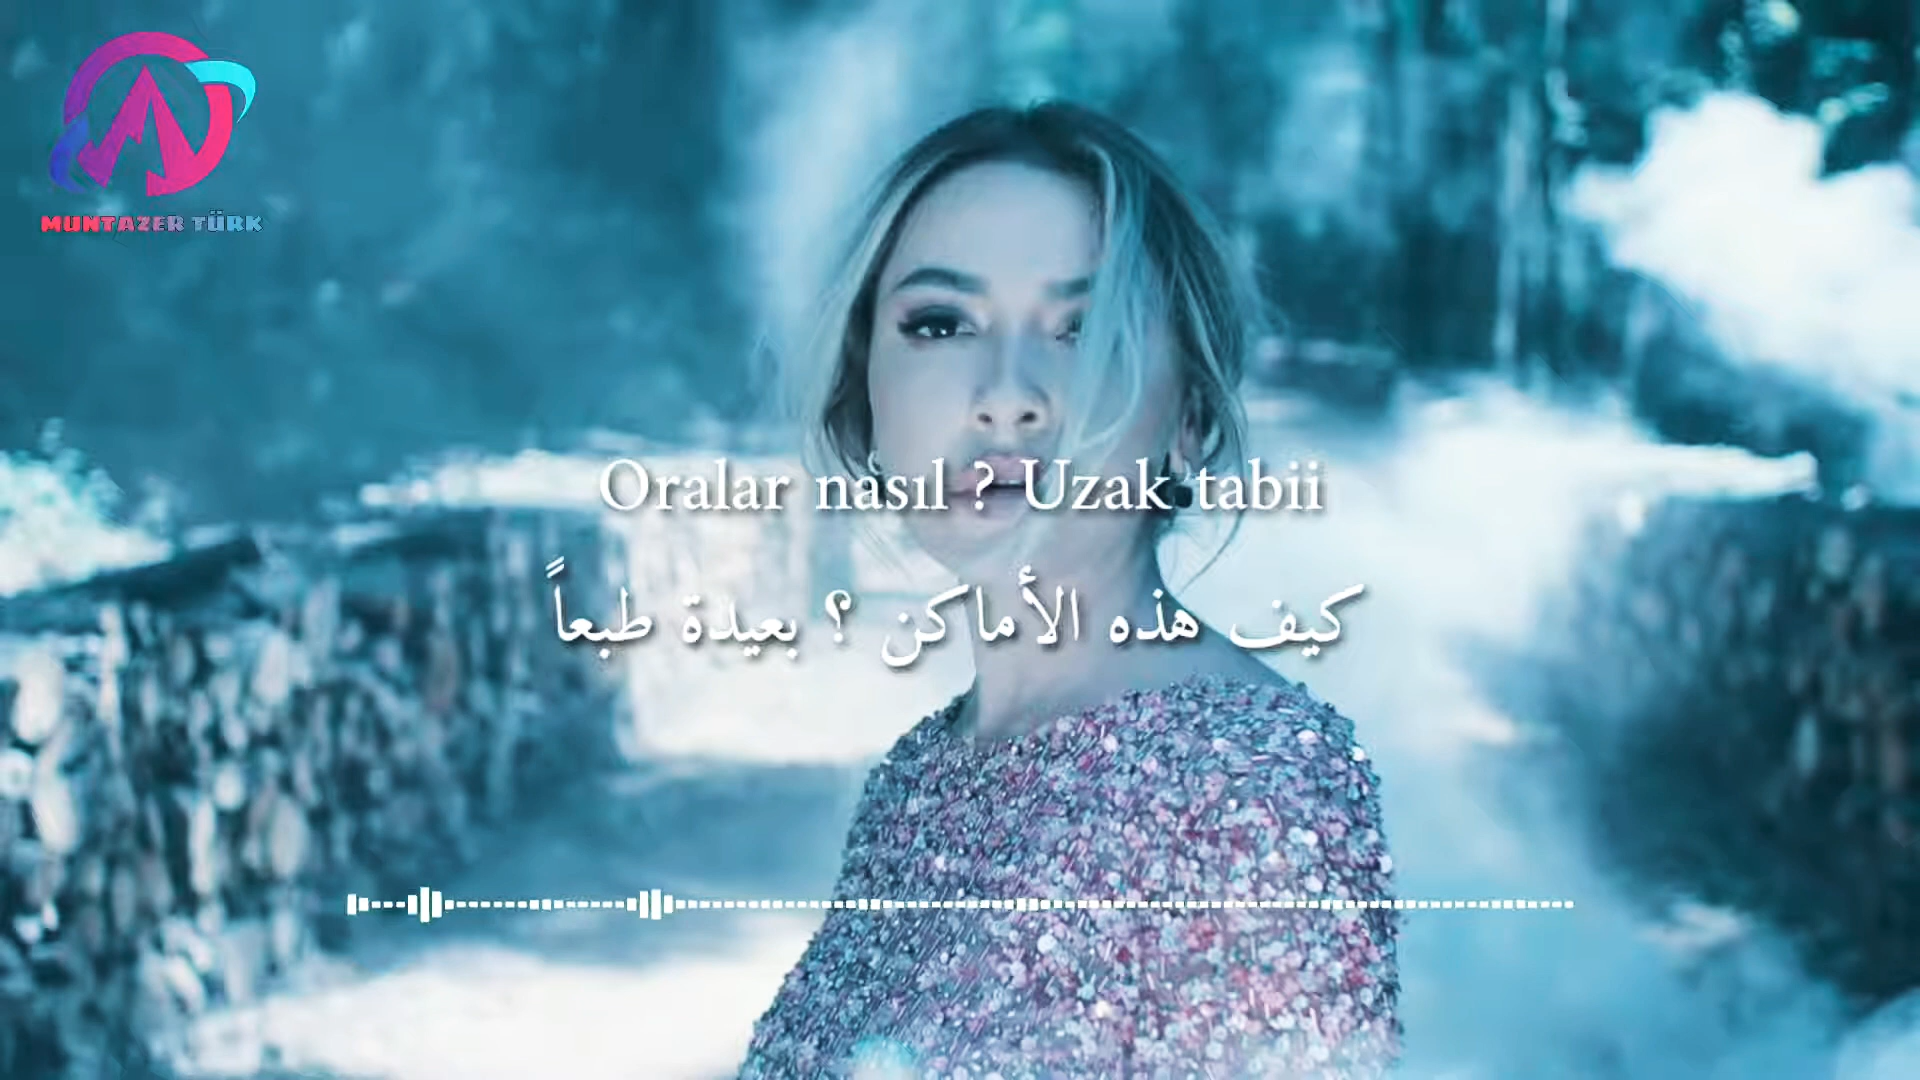 MUNTAZER TÜRK
Oralar nasıl ? Uzak tabii
كيف هذه الأماكن ؟ بعيدة طبعاً